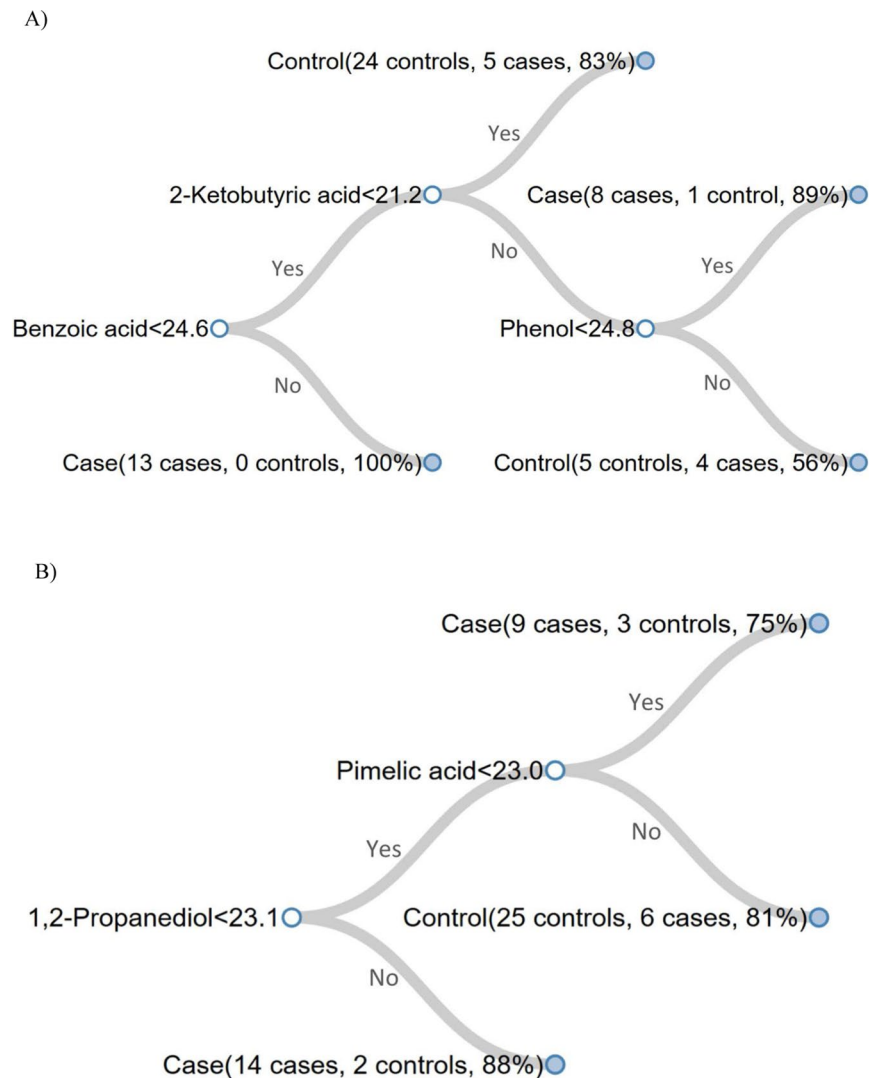 A)
Control(24 controls, 5 cases, 83%)
Yes
2-Ketobutyric acid<21.2
Case(8 cases, 1 control, 89%)
No
Yes
Yes
Benzoic acid<24.6
Phenol<24.8
No
No
Case(13 cases, 0 controls, 100%)
Control(5 controls, 4 cases, 56%)
B)
Case(9 cases, 3 controls, 75%)
Yes
Pimelic acid<23.0
No
Yes
1,2-Propanediol<23.1
Control(25 controls, 6 cases, 81%)
No
Case(14 cases, 2 controls, 88%)